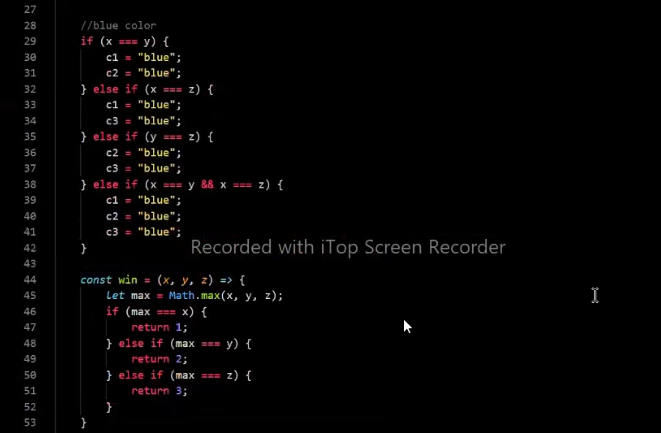 27
28 //blue color
29 if (x === y) {
30 c1 = "blue";
31 c2 = "blue";
32 } else if (x === z) {
33 c1 = "blue";
34 c3 = "blue";
35 } else if (y === z) {
36 c2 = "blue";
37 c3 = "blue";
38 } else if (x === y && x === z) {
39 c1 = "blue";
40 c2 = "blue";
41 c3 = "blue";
42 }
Recorded with iTop Screen Recorder
43
44 const win = (x, y, z) => {
45 let max = Math.max(x, y, z);
46 if (max === x) {
47 return 1;
48 } else if (max === y) {
49 return 2;
50 } else if (max === z) {
51 return 3;
52 }
53 }